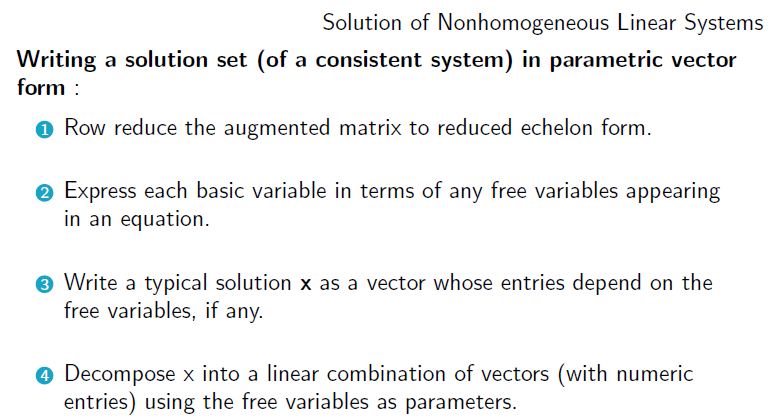 Solution of Nonhomogeneous Linear Systems
Writing a solution set (of a consistent system) in parametric vector
form :
1 Row reduce the augmented matrix to reduced echelon form.
2 Express each basic variable in terms of any free variables appearing
in an equation.
3 Write a typical solution x as a vector whose entries depend on the
free variables, if any.
4 Decompose x into a linear combination of vectors (with numeric
entries) using the free variables as parameters.